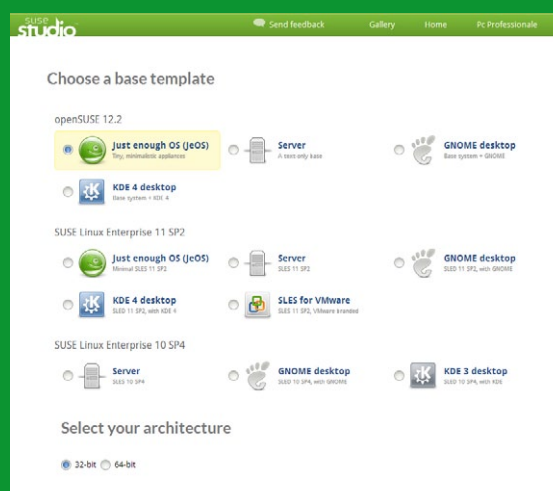 suse
studio
Send feedback Gallery Home Pc Professionale
Choose a base template
openSUSE 12.2
Just enough OS (JeOS) Server GNOME desktop
Tiny, minimalistic appliances A text-only base Base system + GNOME
KDE 4 desktop
Base system + KDE 4
SUSE Linux Enterprise 11 SP2
Just enough OS (JeOS) Server GNOME desktop
Minimal SLES 11 SP2 SLES 11 SP2 SLED 11 SP2, with GNOME
KDE 4 desktop SLES for VMware
SLED 11 SP2, with KDE 4 SLES 11 SP2, VMware branded
SUSE Linux Enterprise 10 SP4
Server GNOME desktop KDE 3 desktop
SLES 10 SP4 SLED 10 SP4, with GNOME SLED 10 SP4, with KDE
Select your architecture
32-bit 64-bit